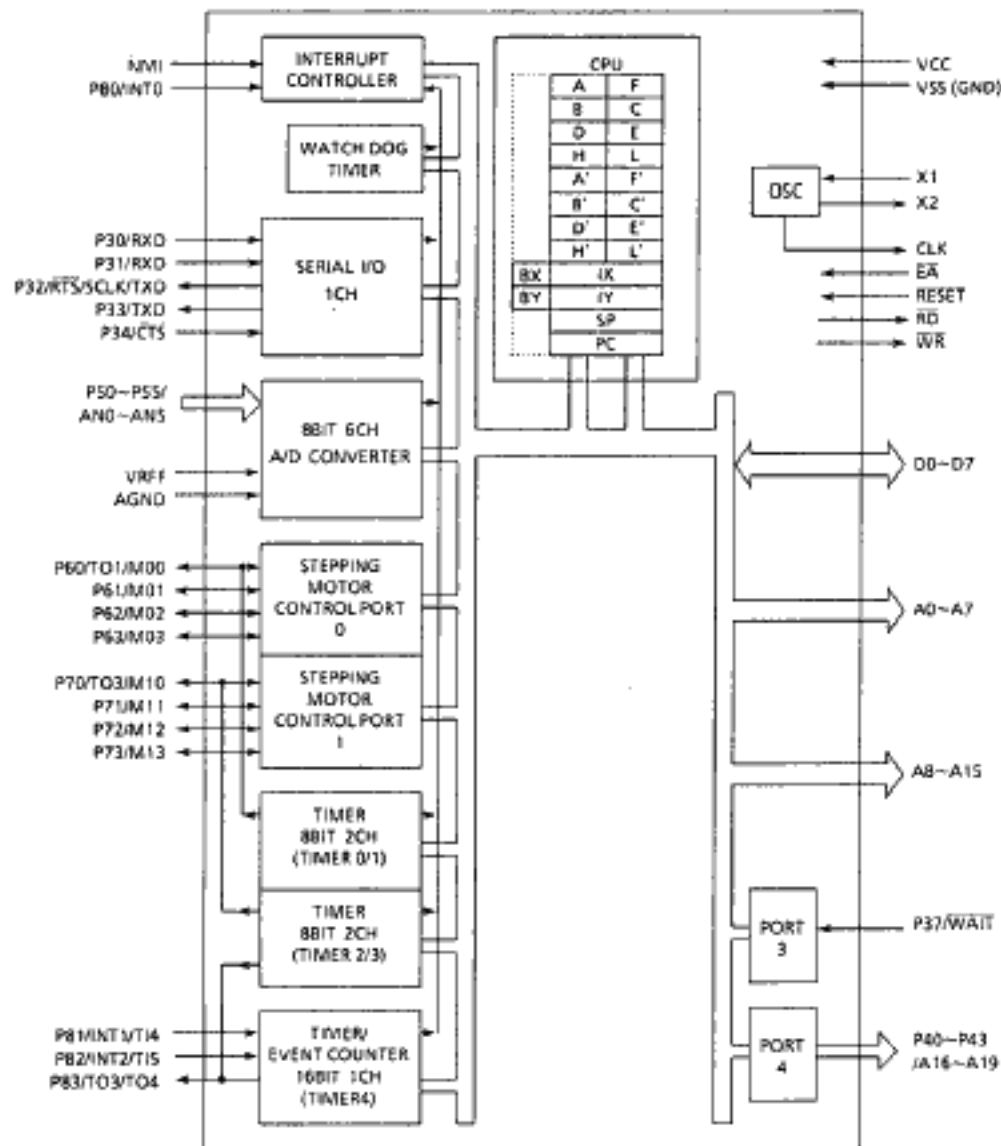 NMI
P80/INT0
INTERRUPT
CONTROLLER
WATCH DOG
TIMER
P30/RXD
P31/RXD
P32/RTS/SCLK/TXD
P33/TXD
P34/CTS
SERIAL I/O
1CH
P50~P55/
AN0~AN5
VREF
AGND
8BIT 6CH
A/D CONVERTER
P60/TO1/M00
P61/M01
P62/M02
P63/M03
STEPPING
MOTOR
CONTROL PORT
0
P70/TO3/M10
P71/M11
P72/M12
P73/M13
STEPPING
MOTOR
CONTROL PORT
1
TIMER
8BIT 2CH
(TIMER 0/1)
TIMER
8BIT 2CH
(TIMER 2/3)
P81/INT1/TI4
P82/INT2/TI5
P83/TO3/TO4
TIMER/
EVENT COUNTER
16BIT 1CH
(TIMER4)
CPU
A F
B C
D E
H L
A' F'
B' C'
D' E'
H' L'
BX IX
BY IY
SP
PC
VCC
VSS (GND)
OSC
X1
X2
CLK
EA
RESET
RD
WR
D0~D7
A0~A7
A8~A15
PORT
3
P37/WAIT
PORT
4
P40~P43
/A16~A19